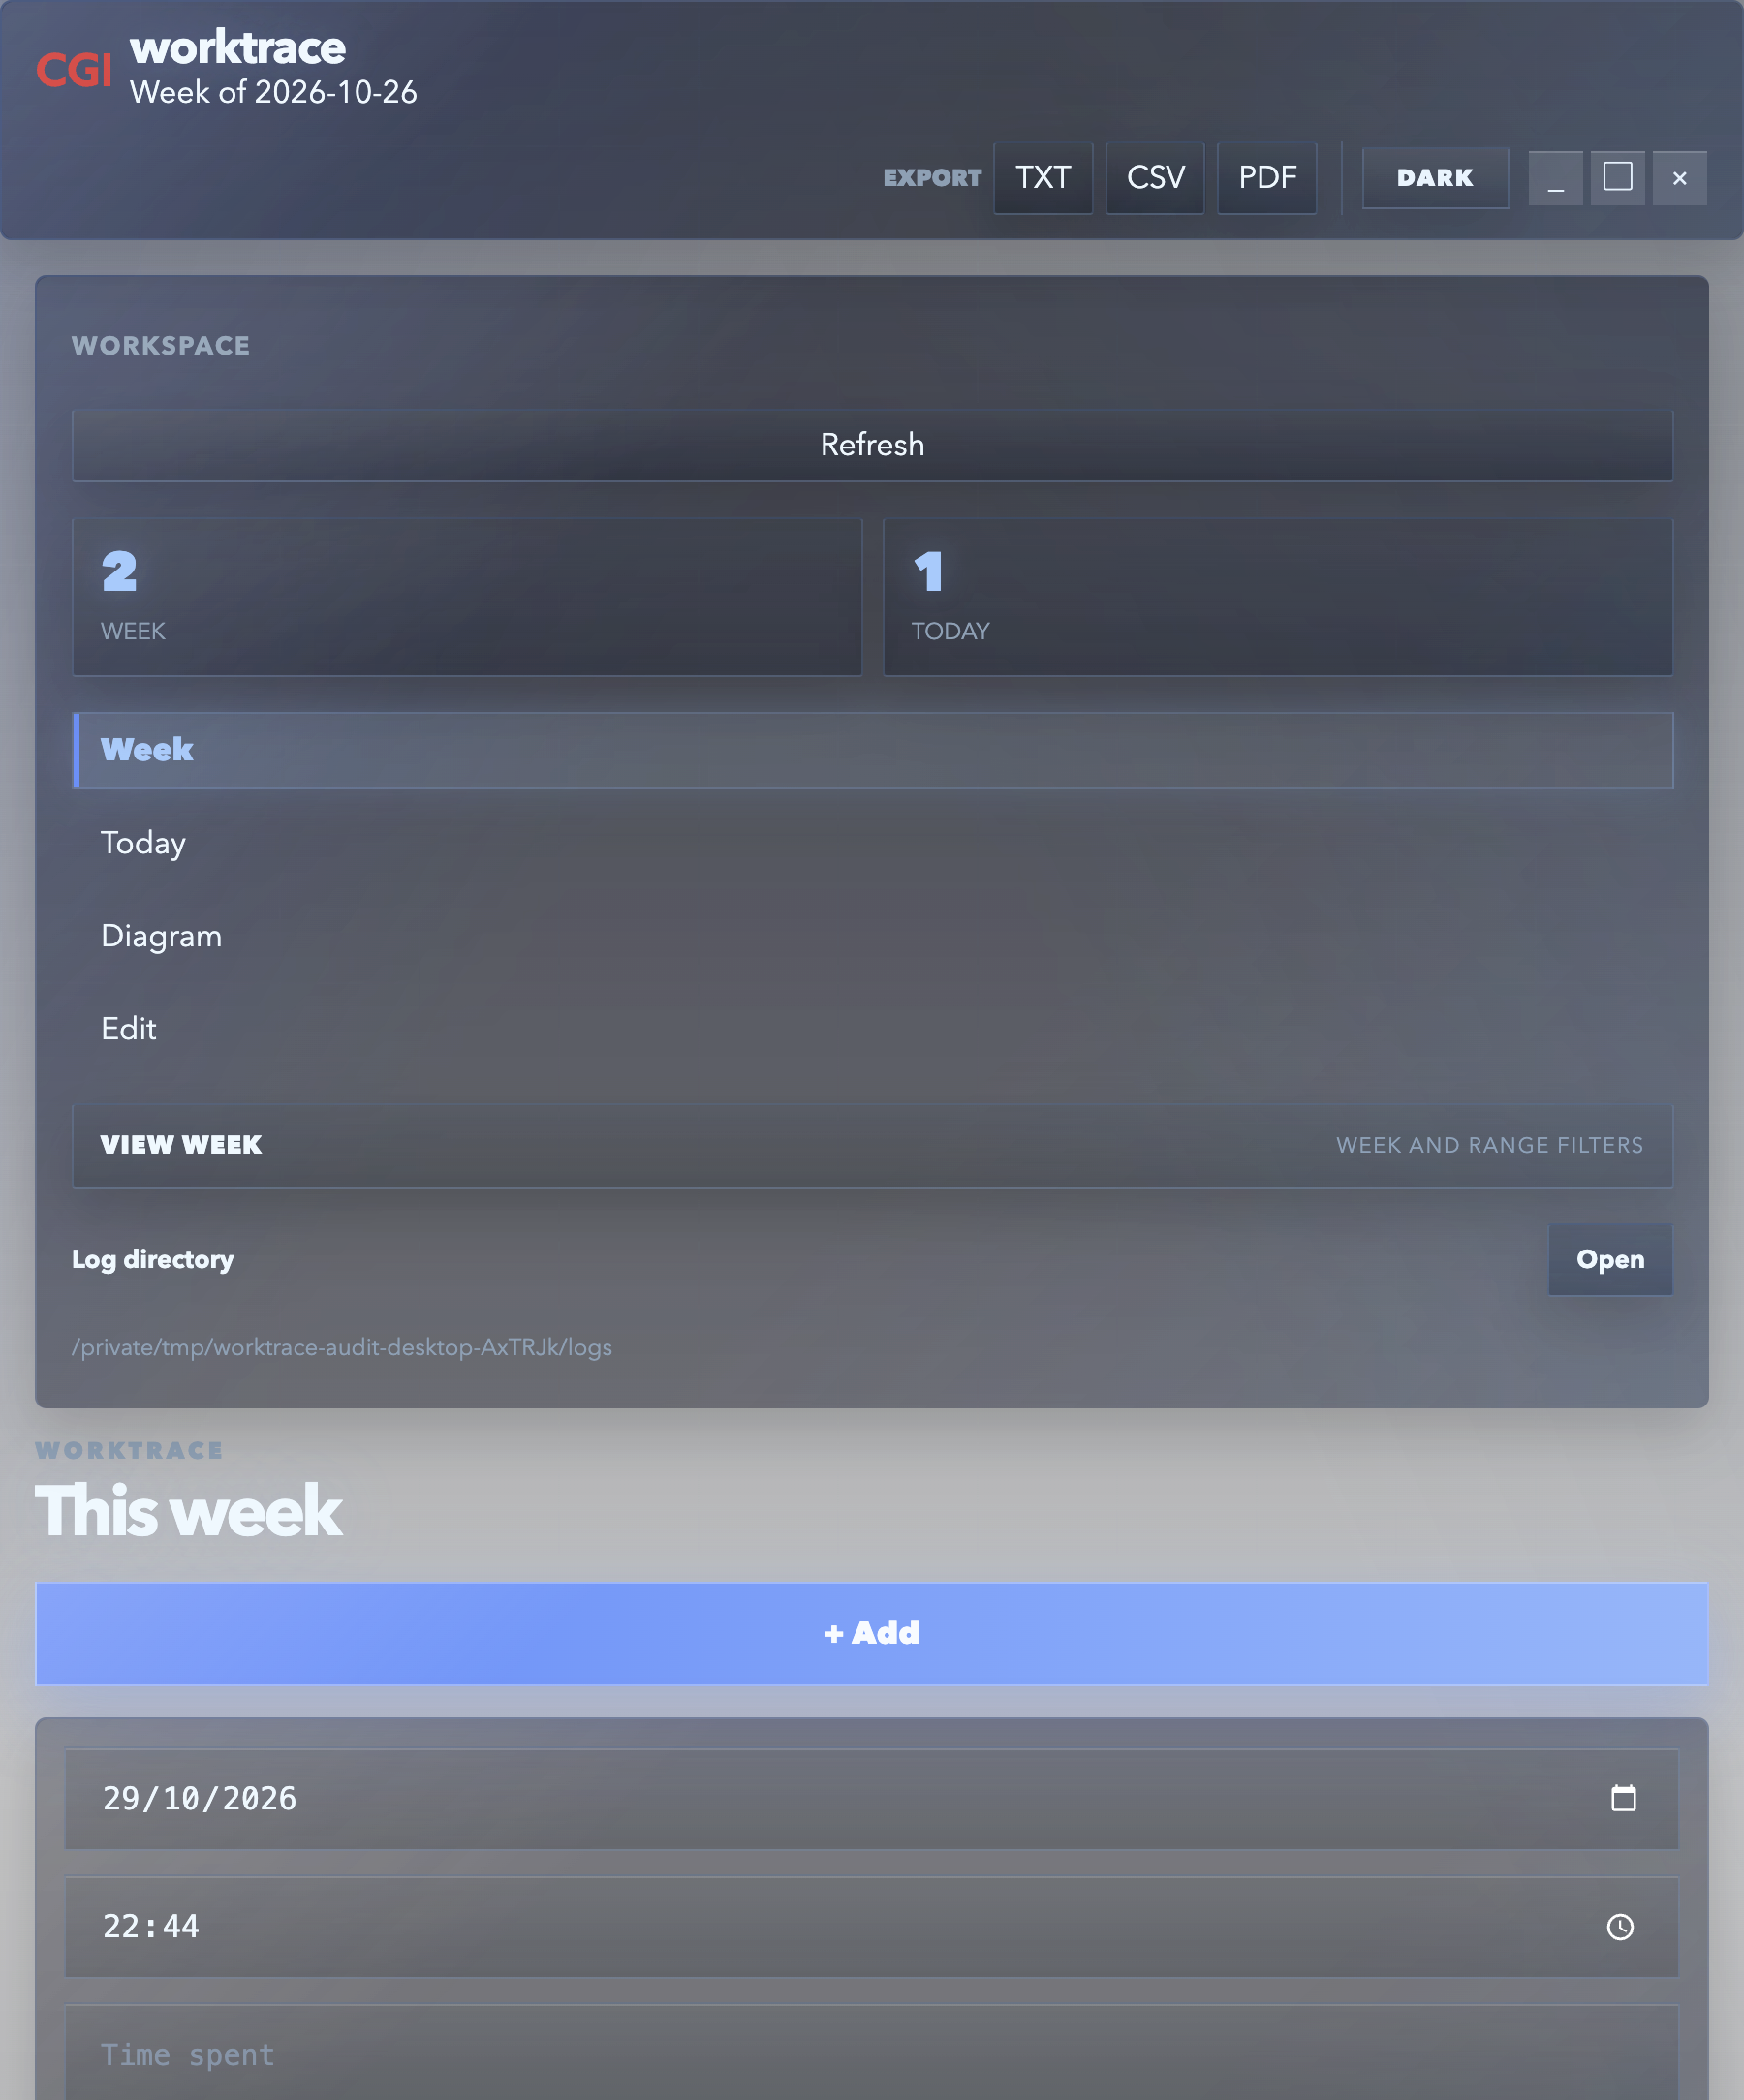 CGI
worktrace
Week of 2026-10-26
EXPORT TXT CSV PDF DARK _ ×
WORKSPACE
Refresh
2
WEEK
1
TODAY
Week
Today
Diagram
Edit
VIEW WEEK WEEK AND RANGE FILTERS
Log directory Open
/private/tmp/worktrace-audit-desktop-AxTRJk/logs
WORKTRACE
This week
+ Add
29/10/2026
22:44
Time spent